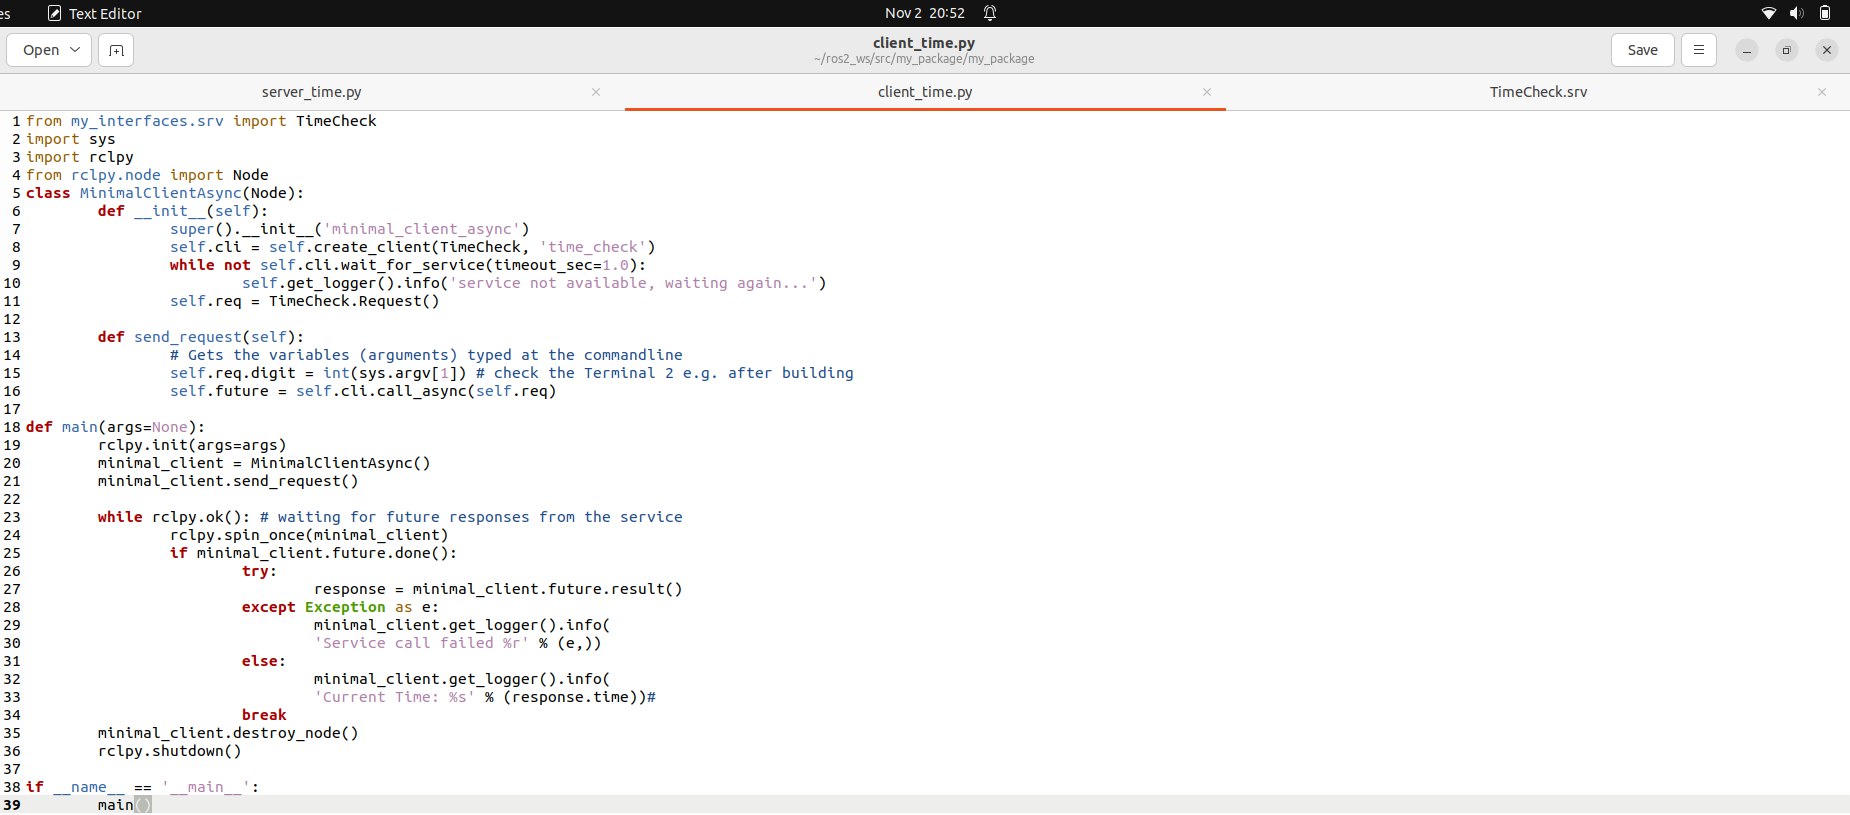 es Text Editor Nov 2 20:52
Open client_time.py Save
~/ros2_ws/src/my_package/my_package
server_time.py client_time.py TimeCheck.srv
1 from my_interfaces.srv import TimeCheck
2 import sys
3 import rclpy
4 from rclpy.node import Node
5 class MinimalClientAsync(Node):
6         def __init__(self):
7                 super().__init__('minimal_client_async')
8                 self.cli = self.create_client(TimeCheck, 'time_check')
9                 while not self.cli.wait_for_service(timeout_sec=1.0):
10                         self.get_logger().info('service not available, waiting again...')
11                 self.req = TimeCheck.Request()
12
13         def send_request(self):
14                 # Gets the variables (arguments) typed at the commandline
15                 self.req.digit = int(sys.argv[1]) # check the Terminal 2 e.g. after building
16                 self.future = self.cli.call_async(self.req)
17
18 def main(args=None):
19         rclpy.init(args=args)
20         minimal_client = MinimalClientAsync()
21         minimal_client.send_request()
22
23         while rclpy.ok(): # waiting for future responses from the service
24                 rclpy.spin_once(minimal_client)
25                 if minimal_client.future.done():
26                         try:
27                                 response = minimal_client.future.result()
28                         except Exception as e:
29                                 minimal_client.get_logger().info(
30                                 'Service call failed %r' % (e,))
31                         else:
32                                 minimal_client.get_logger().info(
33                                 'Current Time: %s' % (response.time))#
34                         break
35         minimal_client.destroy_node()
36         rclpy.shutdown()
37
38 if __name__ == '__main__':
39         main()